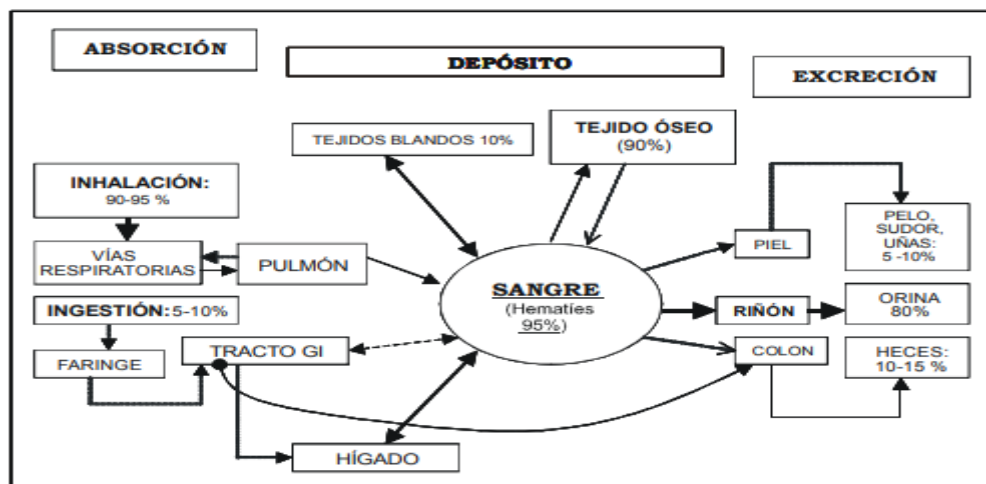 ABSORCIÓN
DEPÓSITO
EXCRECIÓN
TEJIDOS BLANDOS 10%
TEJIDO ÓSEO
(90%)
INHALACIÓN:
90-95 %
VÍAS
RESPIRATORIAS
PULMÓN
INGESTIÓN: 5-10%
FARINGE
TRACTO GI
HÍGADO
SANGRE
(Hematíes
95%)
PIEL
PELO,
SUDOR,
UÑAS:
5 -10%
RIÑÓN
ORINA
80%
COLON
HECES:
10-15 %